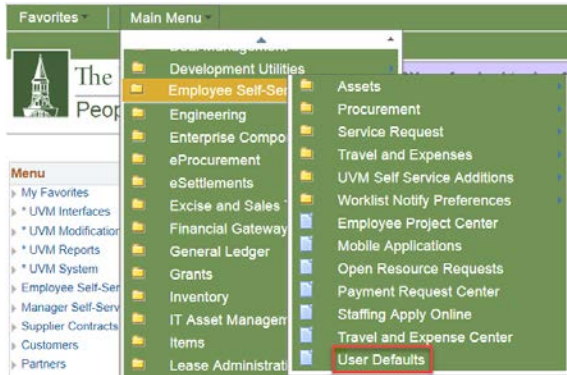 Favorites
Main Menu
Development Utilities
Employee Self-Ser
Engineering
Enterprise Compo
eProcurement
eSettlements
Excise and Sales
Financial Gateway
General Ledger
Grants
Inventory
IT Asset Managem
Items
Lease Administrati
Assets
Procurement
Service Request
Travel and Expenses
UVM Self Service Additions
Worklist Notify Preferences
Employee Project Center
Mobile Applications
Open Resource Requests
Payment Request Center
Staffing Apply Online
Travel and Expense Center
User Defaults
The
Peop
Menu
My Favorites
* UVM Interfaces
* UVM Modification
* UVM Reports
* UVM System
Employee Self-Ser
Manager Self-Serv
Supplier Contracts
Customers
Partners